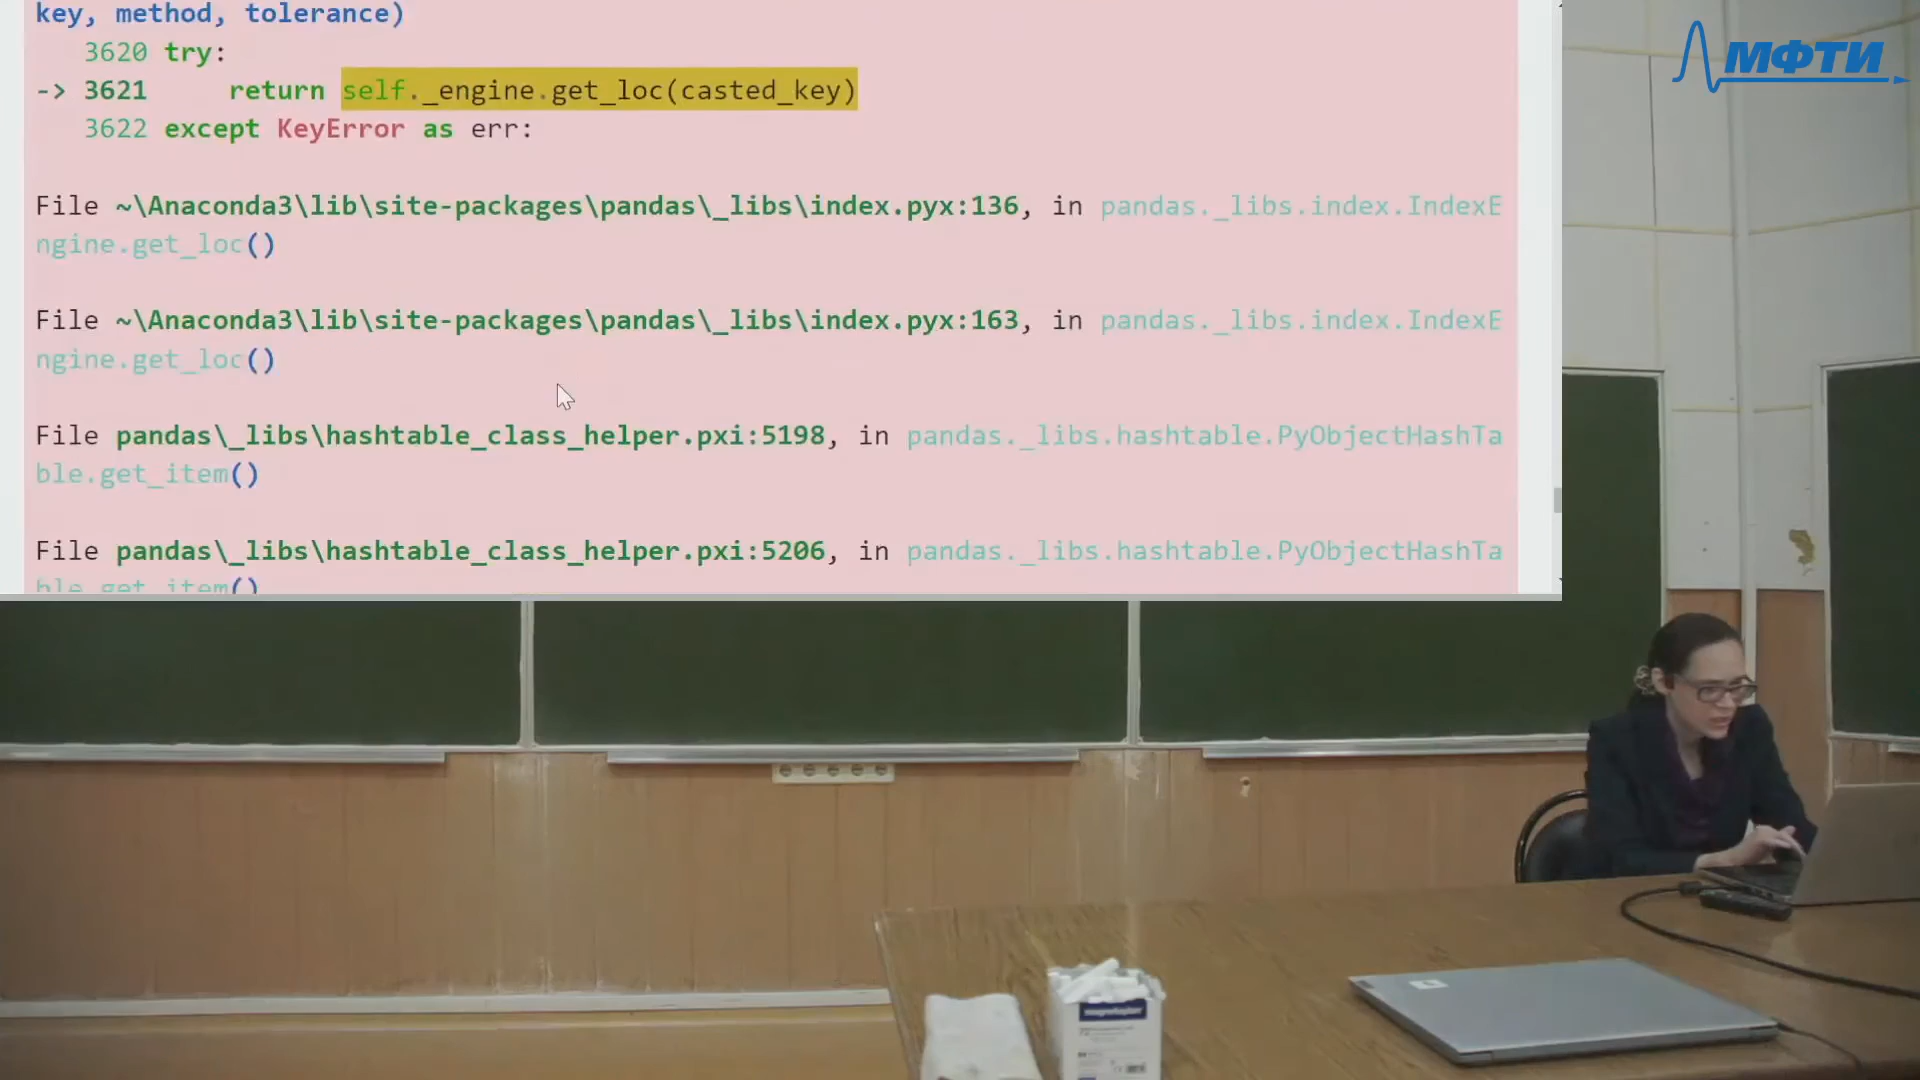 key, method, tolerance)
3620 try:
-> 3621 return self._engine.get_loc(casted_key)
3622 except KeyError as err:
File ~\Anaconda3\lib\site-packages\pandas\_libs\index.pyx:136, in pandas._libs.index.IndexE
ngine.get_loc()
File ~\Anaconda3\lib\site-packages\pandas\_libs\index.pyx:163, in pandas._libs.index.IndexE
ngine.get_loc()
File pandas\_libs\hashtable_class_helper.pxi:5198, in pandas._libs.hashtable.PyObjectHashTa
ble.get_item()
File pandas\_libs\hashtable_class_helper.pxi:5206, in pandas._libs.hashtable.PyObjectHashTa
ble.get_item()
МФТИ